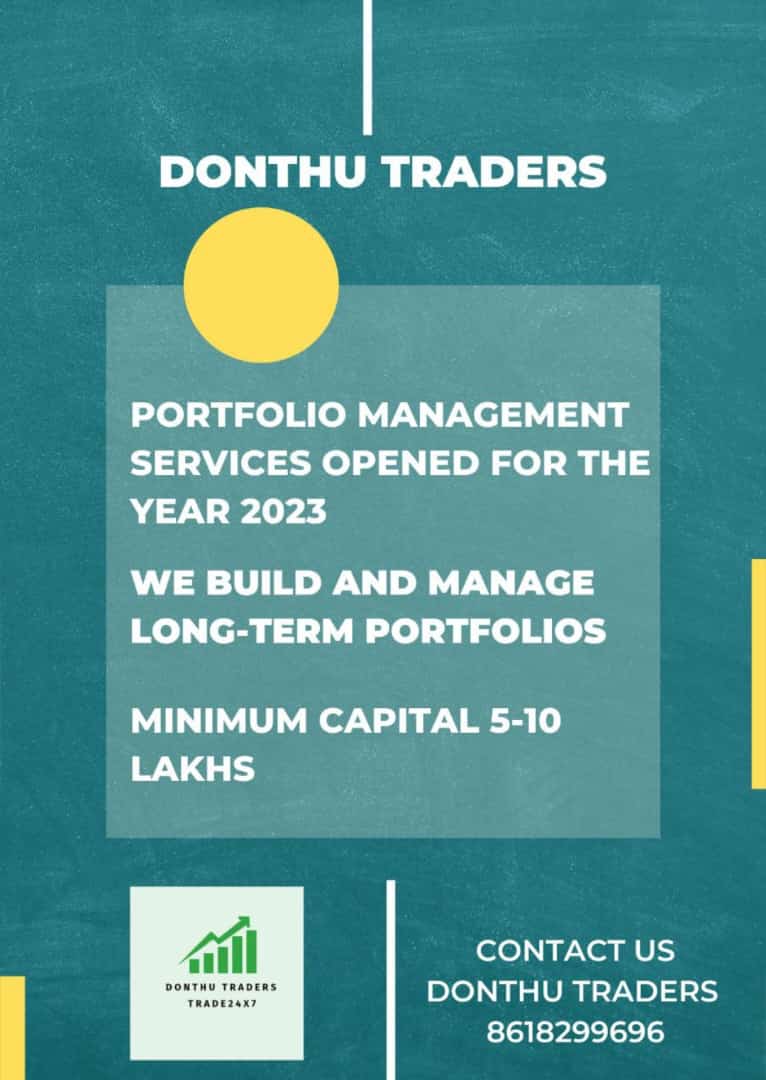 DONTHU TRADERS
PORTFOLIO MANAGEMENT
SERVICES OPENED FOR THE
YEAR 2023
WE BUILD AND MANAGE
LONG-TERM PORTFOLIOS
MINIMUM CAPITAL 5-10
LAKHS
DONTHU TRADERS
TRADE24X7
CONTACT US
DONTHU TRADERS
8618299696